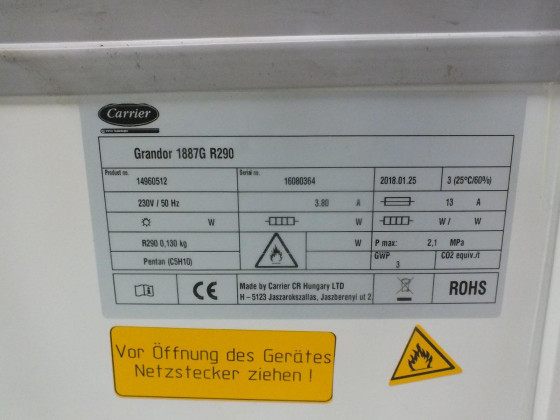 Carrier
Grandor 1887G R290
Product no. Serial no.
14960512 16080364 2018.01.25 3 (25°C/60%)
230V / 50 Hz 3.80 A 13 A
W W W / W
R290 0,130 kg W P max: 2,1 MPa
Pentan (C5H10) GWP 3 CO2 equiv./t
CE Made by Carrier CR Hungary LTD ROHS
H – 5123 Jaszarokszallas, Jaszberenyi ut 2.
Vor Öffnung des Gerätes
Netzstecker ziehen !